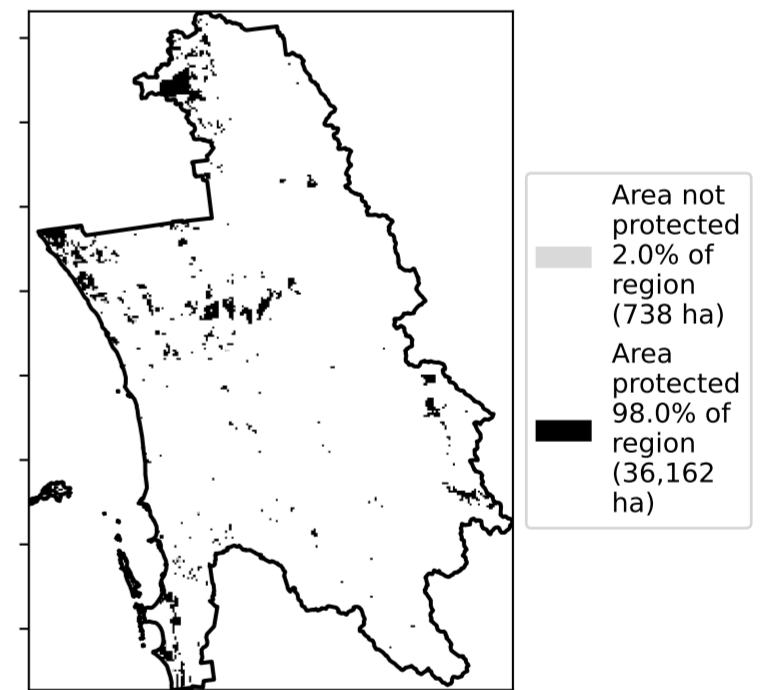 Area not
protected
2.0% of
region
(738 ha)
Area
protected
98.0% of
region
(36,162
ha)